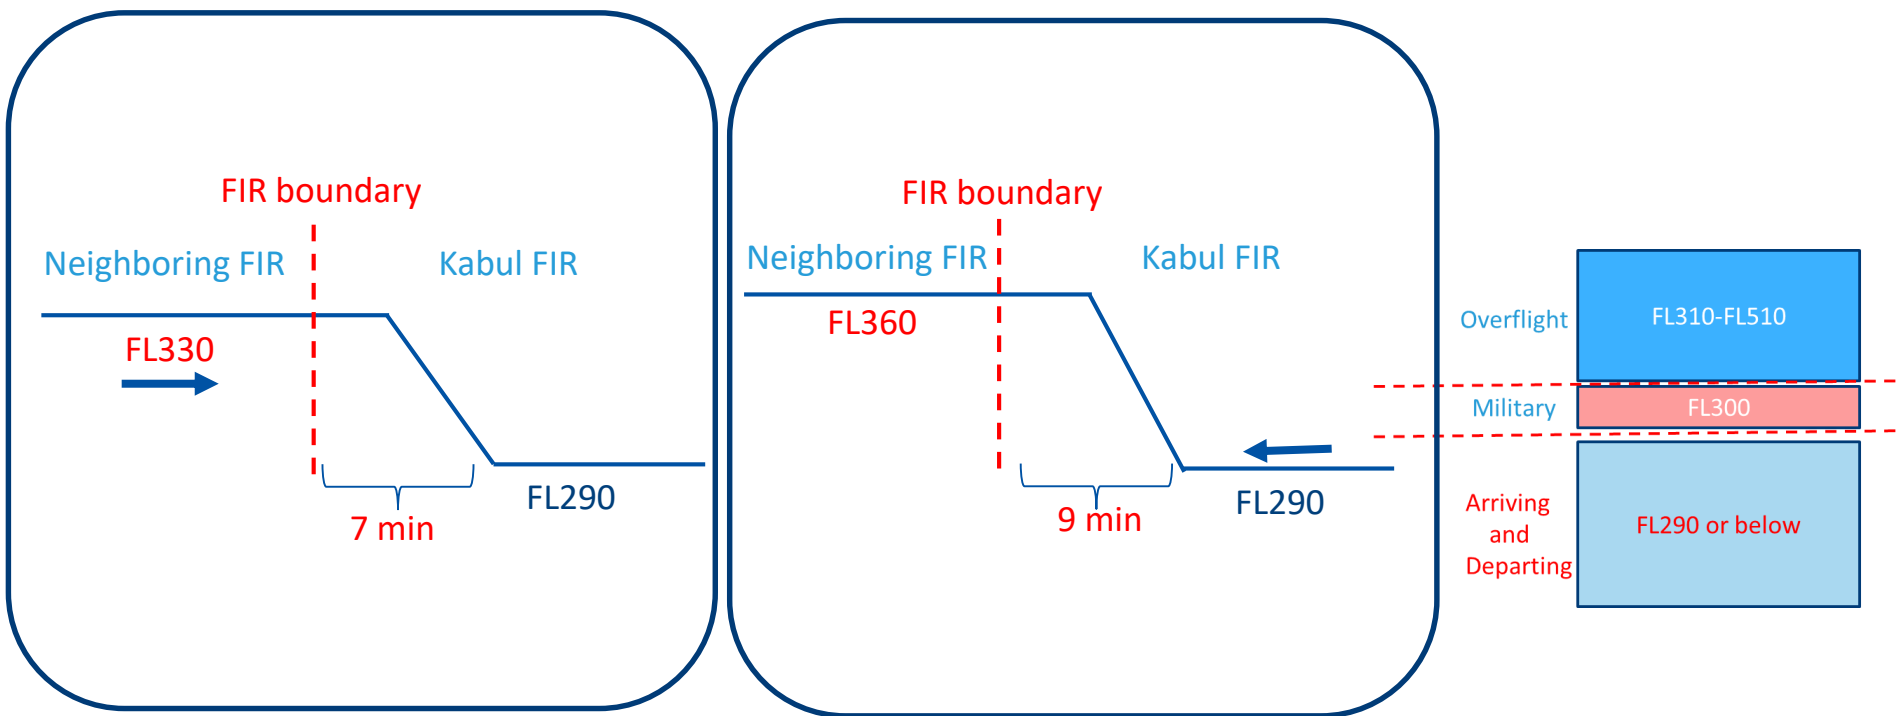 FIR boundary
Neighboring FIR
Kabul FIR
FL330
FL290
7 min
FIR boundary
Neighboring FIR
Kabul FIR
FL360
FL290
9 min
Overflight
FL310-FL510
Military
FL300
Arriving
and
Departing
FL290 or below